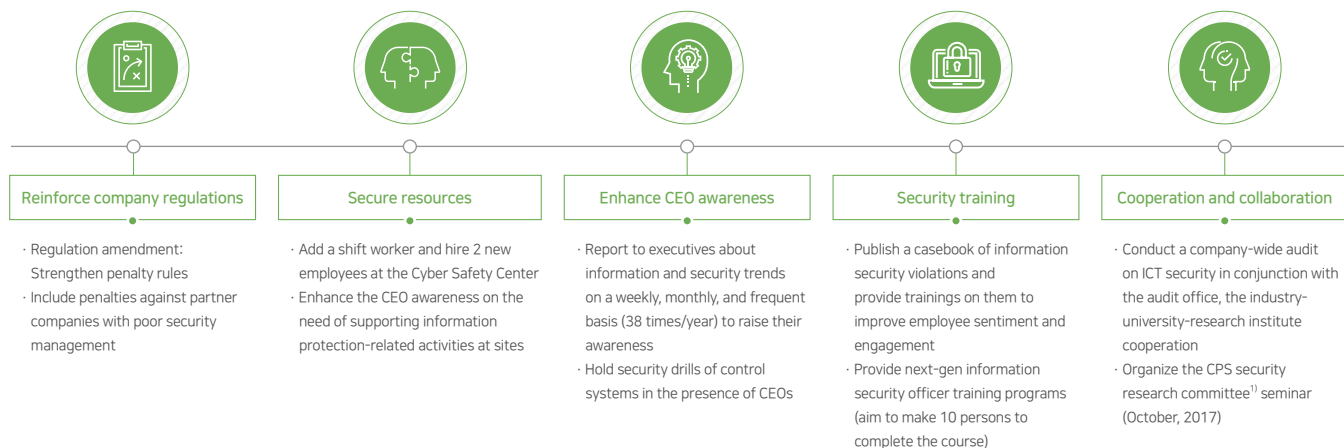 Reinforce company regulations
· Regulation amendment:
Strengthen penalty rules
· Include penalties against partner
companies with poor security
management
Secure resources
· Add a shift worker and hire 2 new
employees at the Cyber Safety Center
· Enhance the CEO awareness on the
need of supporting information
protection-related activities at sites
Enhance CEO awareness
· Report to executives about
information and security trends
on a weekly, monthly, and frequent
basis (38 times/year) to raise their
awareness
· Hold security drills of control
systems in the presence of CEOs
Security training
· Publish a casebook of information
security violations and
provide trainings on them to
improve employee sentiment and
engagement
· Provide next-gen information
security officer training programs
(aim to make 10 persons to
complete the course)
Cooperation and collaboration
· Conduct a company-wide audit
on ICT security in conjunction with
the audit office, the industry-
university-research institute
cooperation
· Organize the CPS security
research committee¹⁾ seminar
(October, 2017)